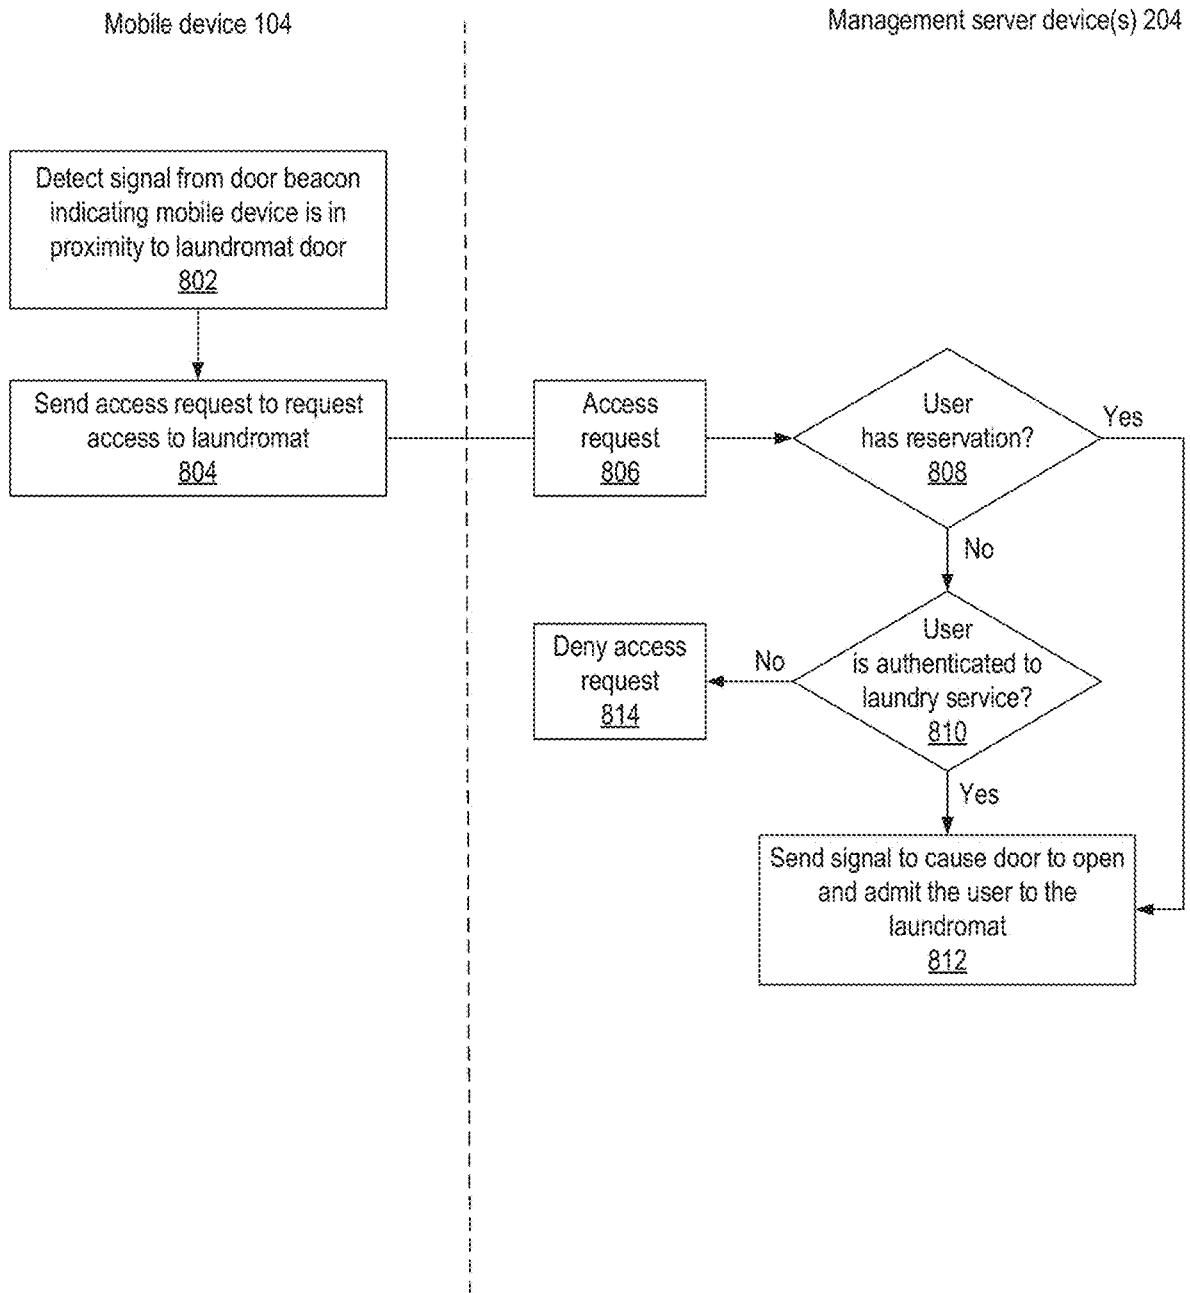 Mobile device 104
Management server device(s) 204
Detect signal from door beacon
indicating mobile device is in
proximity to laundromat door
802
Send access request to request
access to laundromat
804
Access
request
806
User
has reservation?
808
Yes
No
User
is authenticated to
laundry service?
810
No
Deny access
request
814
Yes
Send signal to cause door to open
and admit the user to the
laundromat
812